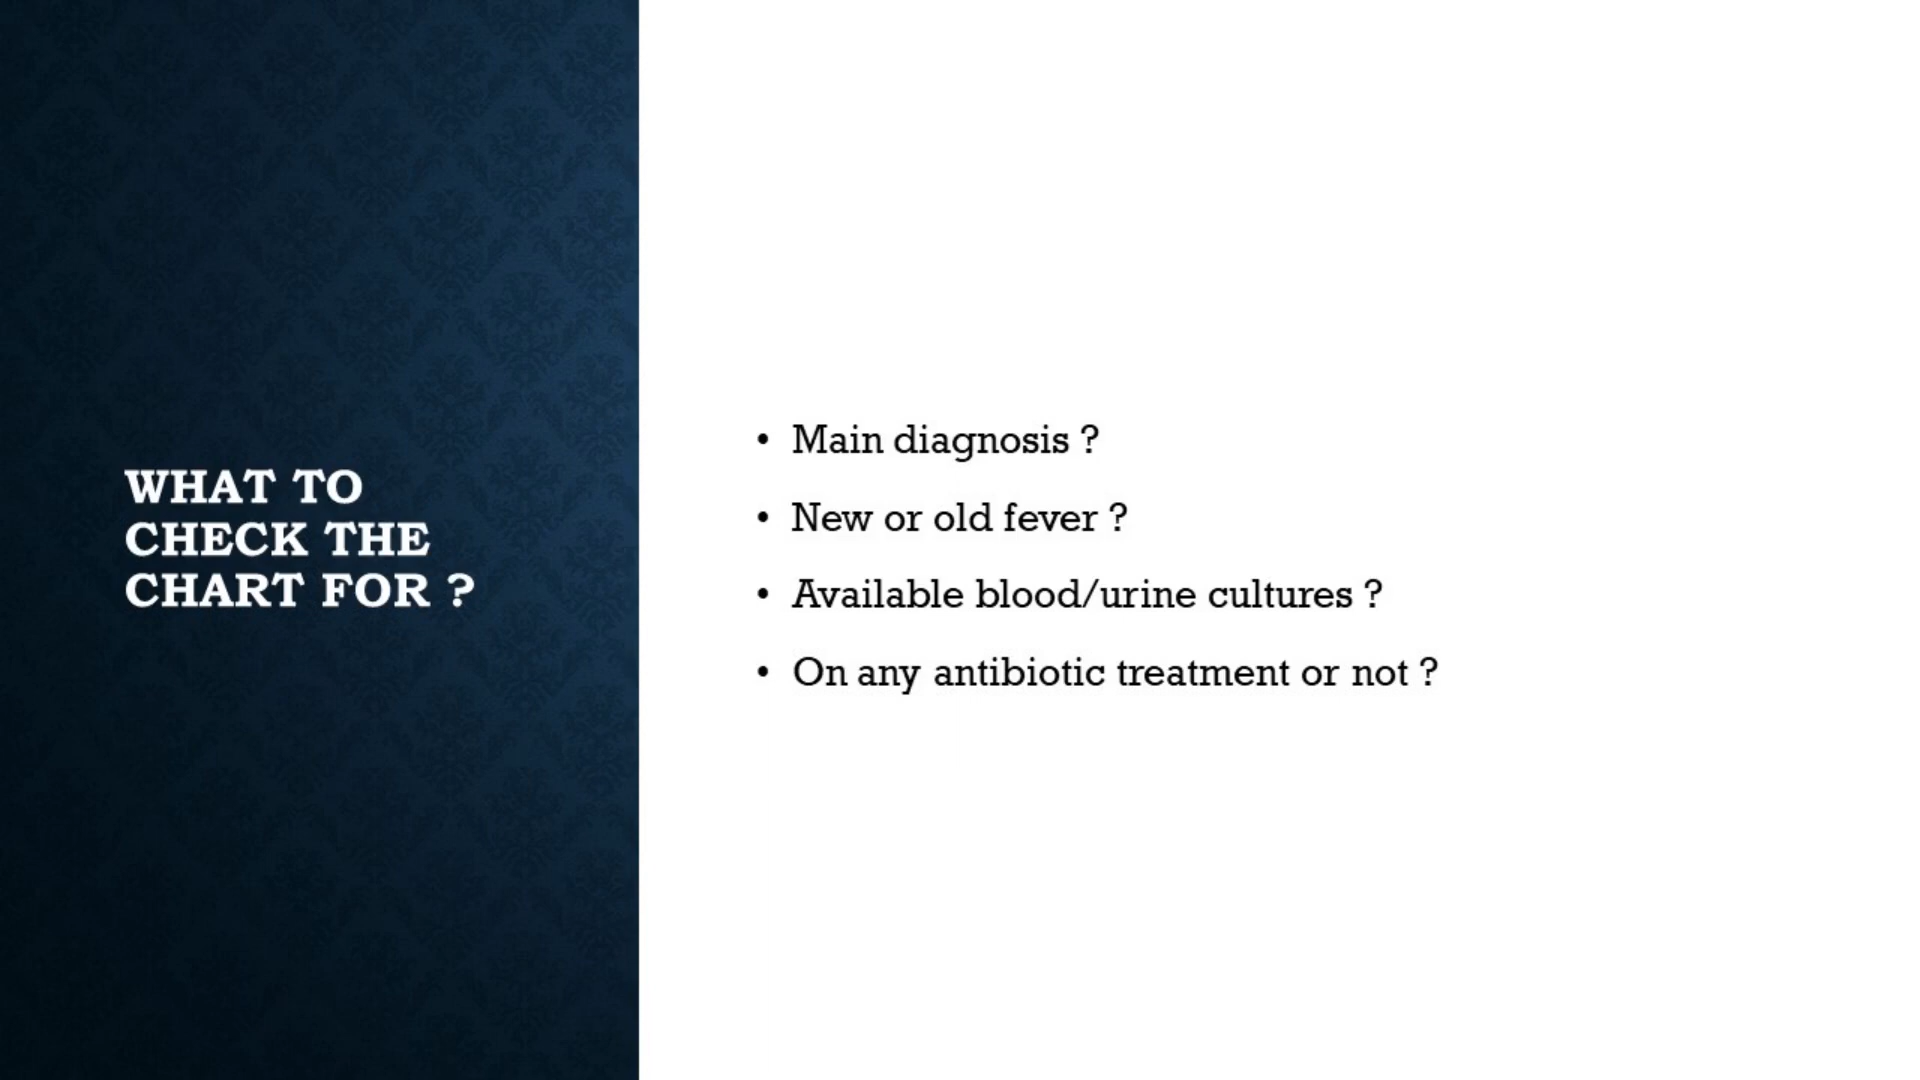 WHAT TO
CHECK THE
CHART FOR ?
• Main diagnosis ?
• New or old fever ?
• Available blood/urine cultures ?
• On any antibiotic treatment or not ?